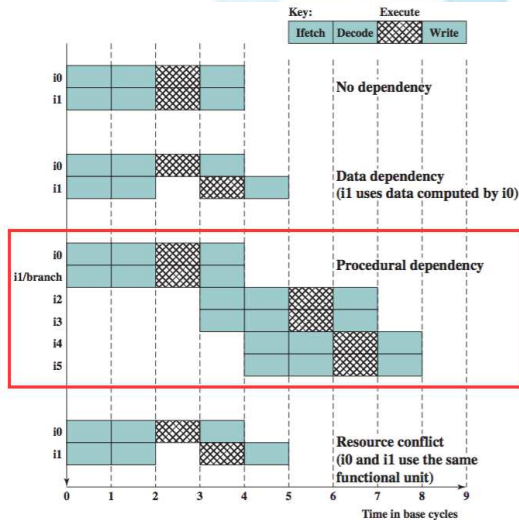 Key: Execute
Ifetch Decode Write
i0
i1
No dependency
i0
i1
Data dependency
(i1 uses data computed by i0)
i0
i1/branch
Procedural dependency
i2
i3
i4
i5
i0
i1
Resource conflict
(i0 and i1 use the same
functional unit)
0 1 2 3 4 5 6 7 8 9
Time in base cycles